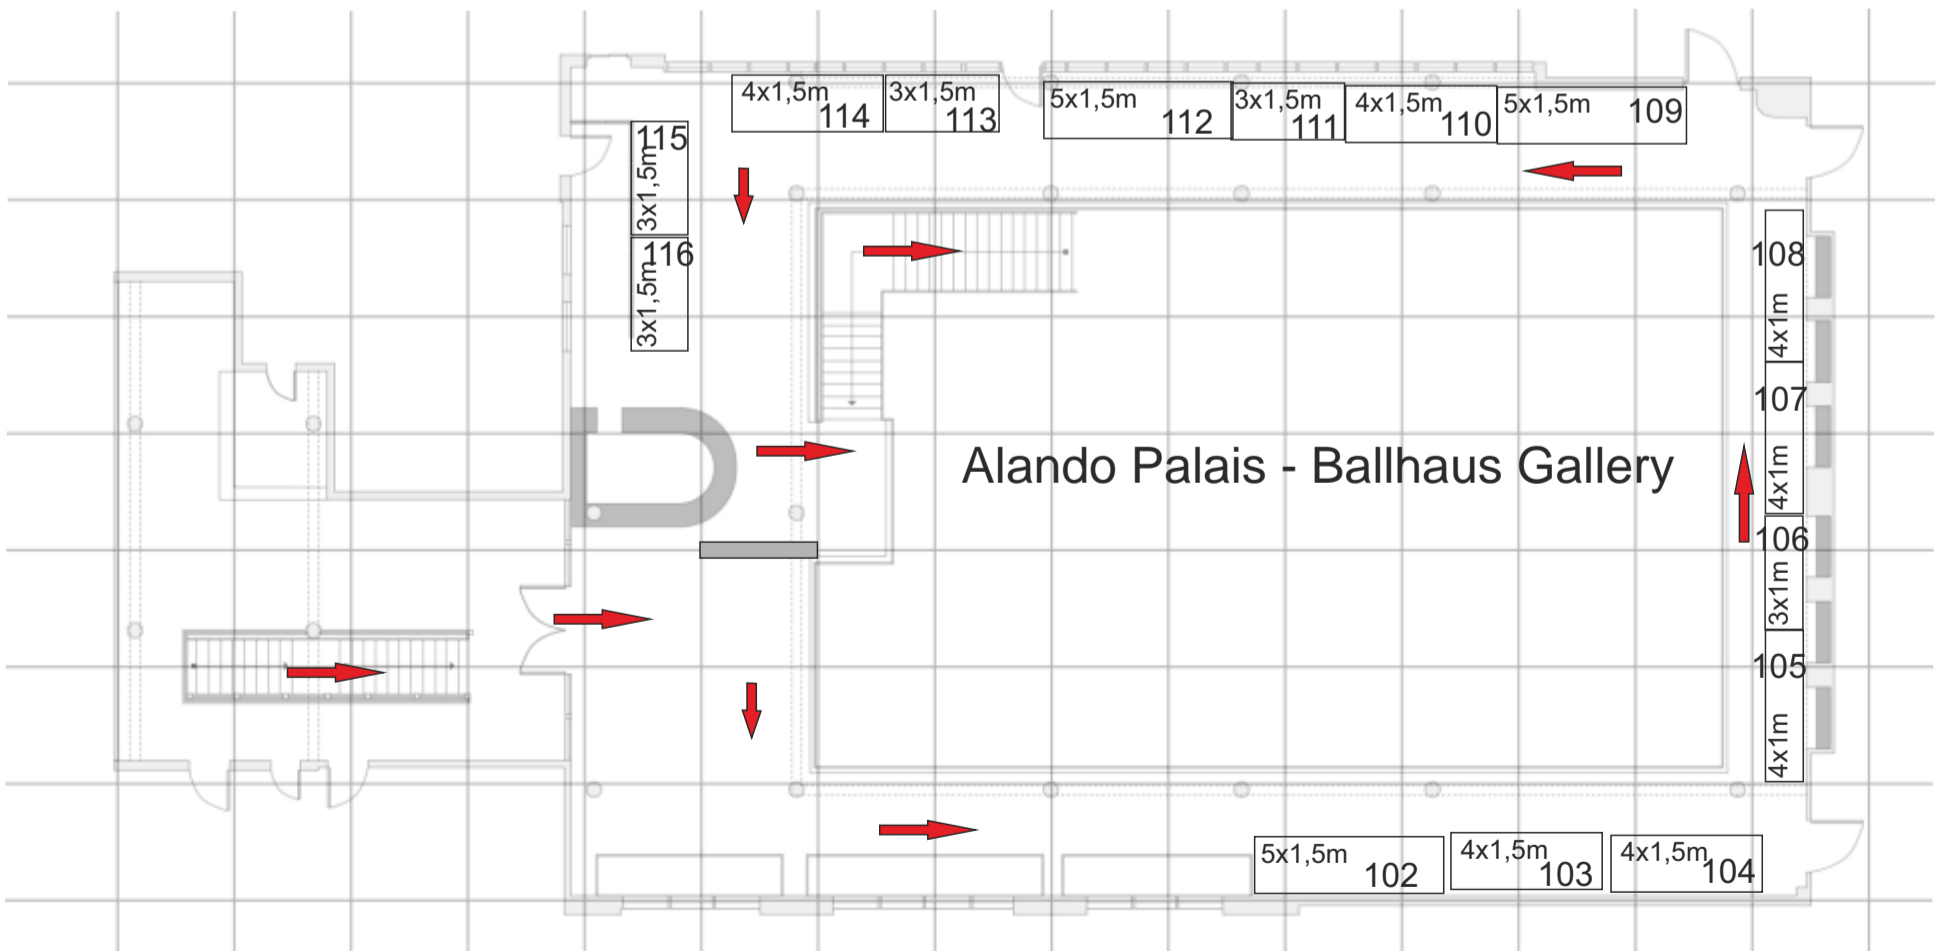 4x1,5m
114
3x1,5m
113
5x1,5m
112
3x1,5m
111
4x1,5m
110
5x1,5m
109
115
3x1,5m
116
3x1,5m
108
4x1m
107
4x1m
Alando Palais - Ballhaus Gallery
106
3x1m
105
4x1m
5x1,5m
102
4x1,5m
103
4x1,5m
104